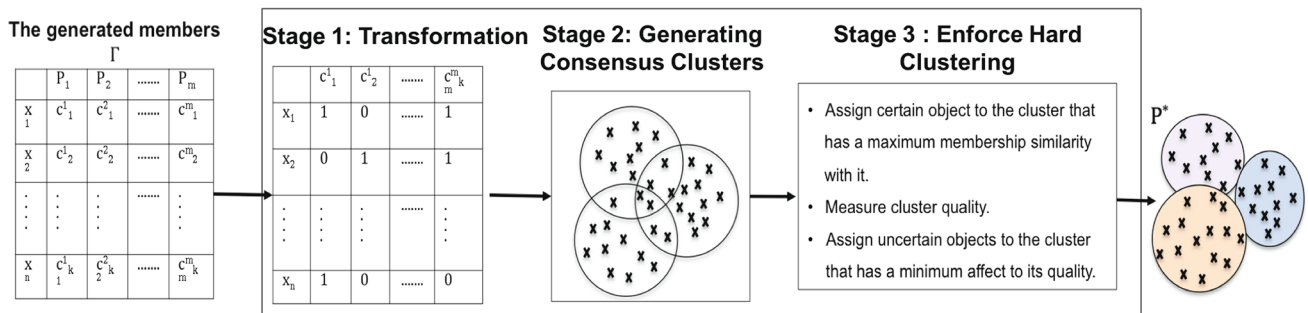 The generated members
Γ
P1 P2 ....... Pm
x1 c¹1 c²1 ....... cᵐ1
x2 c¹2 c²2 ....... cᵐ2
: : : ....... :
xn c¹k1 c²k2 ....... cᵐkm
Stage 1: Transformation
c¹1 c¹2 ....... cᵐkm
x1 1 0 ....... 1
x2 0 1 ....... 1
: : : ....... :
xn 1 0 ....... 0
Stage 2: Generating
Consensus Clusters
Stage 3 : Enforce Hard
Clustering
• Assign certain object to the cluster that
has a maximum membership similarity
with it.
• Measure cluster quality.
• Assign uncertain objects to the cluster
that has a minimum affect to its quality.
P*